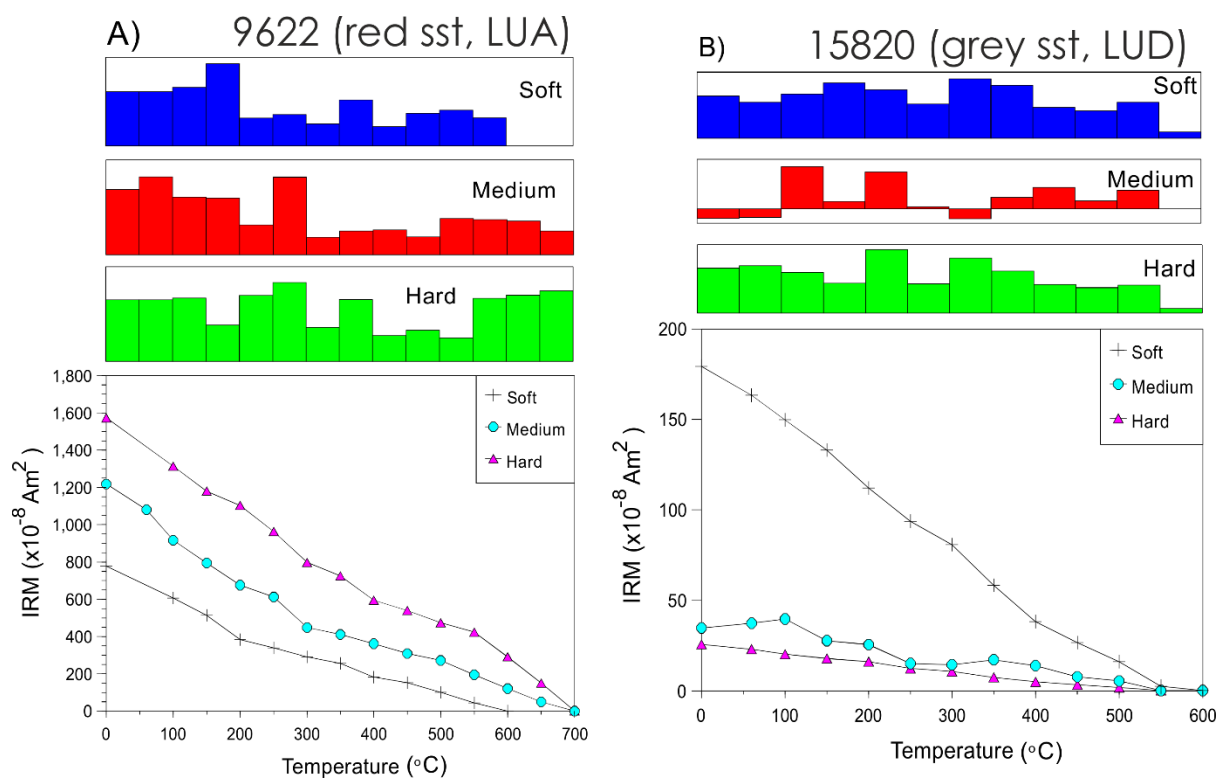 A) 9622 (red sst, LUA)
Soft
Medium
Hard
1,800
1,600
1,400
1,200
1,000
800
600
400
200
0
IRM (x10⁻⁸ Am²)
Soft
Medium
Hard
0 100 200 300 400 500 600 700
Temperature (°C)
B) 15820 (grey sst, LUD)
Soft
Medium
Hard
200
150
100
50
0
IRM (x10⁻⁸ Am²)
Soft
Medium
Hard
0 100 200 300 400 500 600
Temperature (°C)